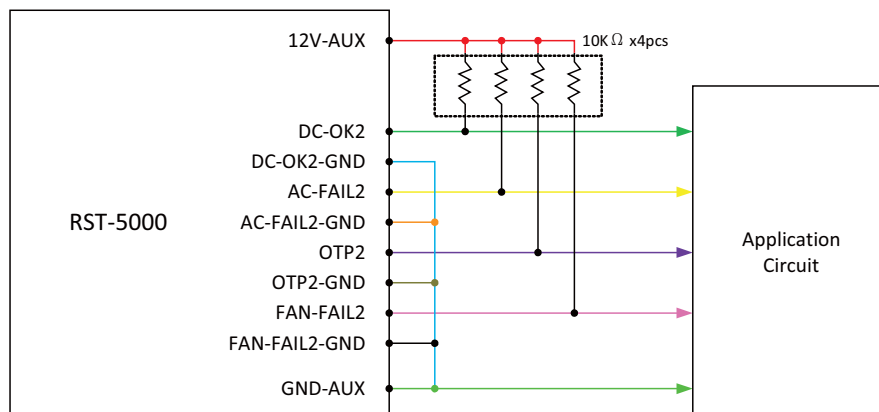 12V-AUX
10KΩ x4pcs
DC-OK2
DC-OK2-GND
AC-FAIL2
RST-5000
AC-FAIL2-GND
Application
Circuit
OTP2
OTP2-GND
FAN-FAIL2
FAN-FAIL2-GND
GND-AUX